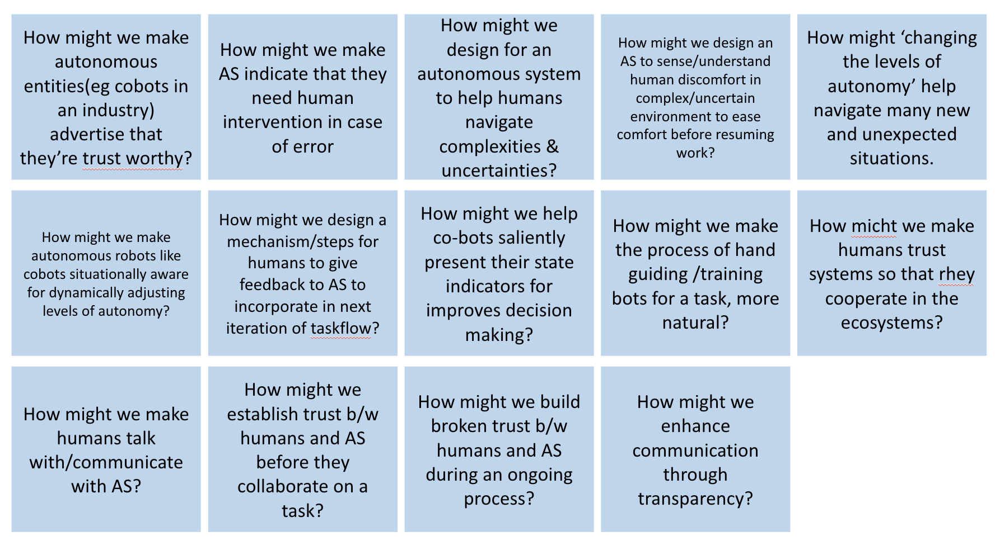 How might we make
autonomous
entities(eg cobots in
an industry)
advertise that
they’re trust worthy?
How might we make
AS indicate that they
need human
intervention in case
of error
How might we
design for an
autonomous system
to help humans
navigate
complexities &
uncertainties?
How might we design an
AS to sense/understand
human discomfort in
complex/uncertain
environment to ease
comfort before resuming
work?
How might ‘changing
the levels of
autonomy’ help
navigate many new
and unexpected
situations.
How might we make
autonomous robots like
cobots situationally aware
for dynamically adjusting
levels of autonomy?
How might we design a
mechanism/steps for
humans to give
feedback to AS to
incorporate in next
iteration of taskflow?
How might we help
co-bots saliently
present their state
indicators for
improves decision
making?
How might we make
the process of hand
guiding /training
bots for a task, more
natural?
How micht we make
humans trust
systems so that rhey
cooperate in the
ecosystems?
How might we make
humans talk
with/communicate
with AS?
How might we
establish trust b/w
humans and AS
before they
collaborate on a
task?
How might we build
broken trust b/w
humans and AS
during an ongoing
process?
How might we
enhance
communication
through
transparency?